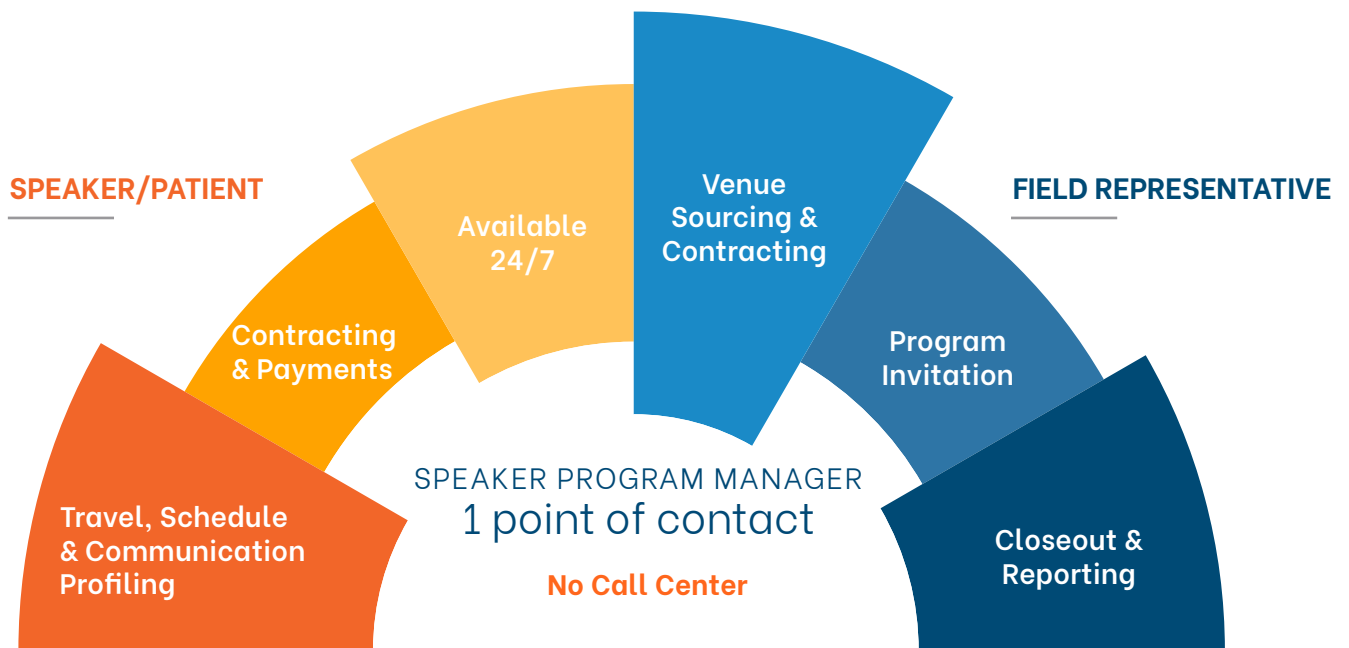 SPEAKER/PATIENT
Travel, Schedule
& Communication
Profiling
Contracting
& Payments
Available
24/7
Venue
Sourcing &
Contracting
FIELD REPRESENTATIVE
Program
Invitation
Closeout &
Reporting
SPEAKER PROGRAM MANAGER
1 point of contact
No Call Center